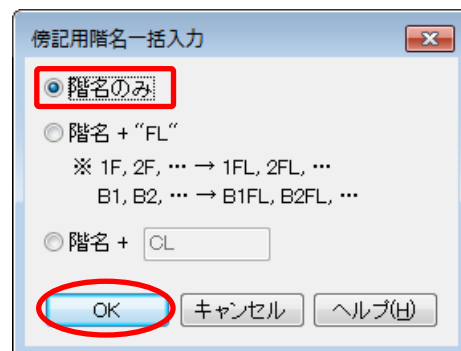 傍記用階名一括入力
階名のみ
階名 + "FL"
※ 1F, 2F, … → 1FL, 2FL, …
B1, B2, … → B1FL, B2FL, …
階名 + CL
OK キャンセル ヘルプ(H)